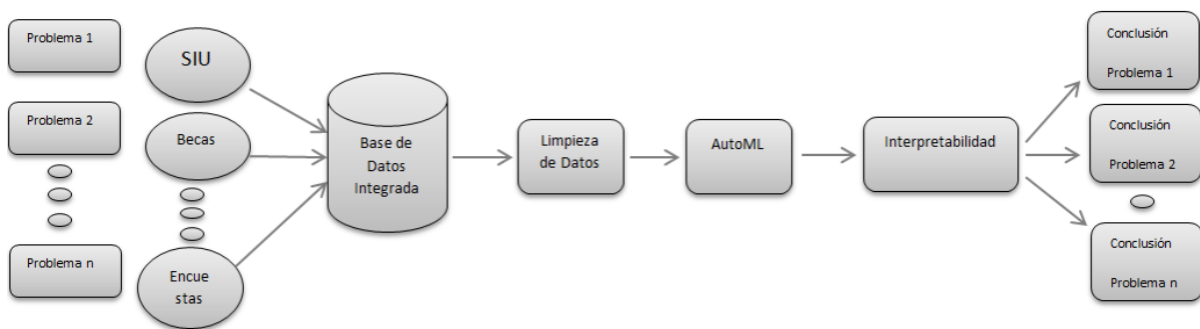 Problema 1
Problema 2
Problema n
SIU
Becas
Encue
stas
Base de
Datos
Integrada
Limpieza
de Datos
AutoML
Interpretabilidad
Conclusión
Problema 1
Conclusión
Problema 2
Conclusión
Problema n